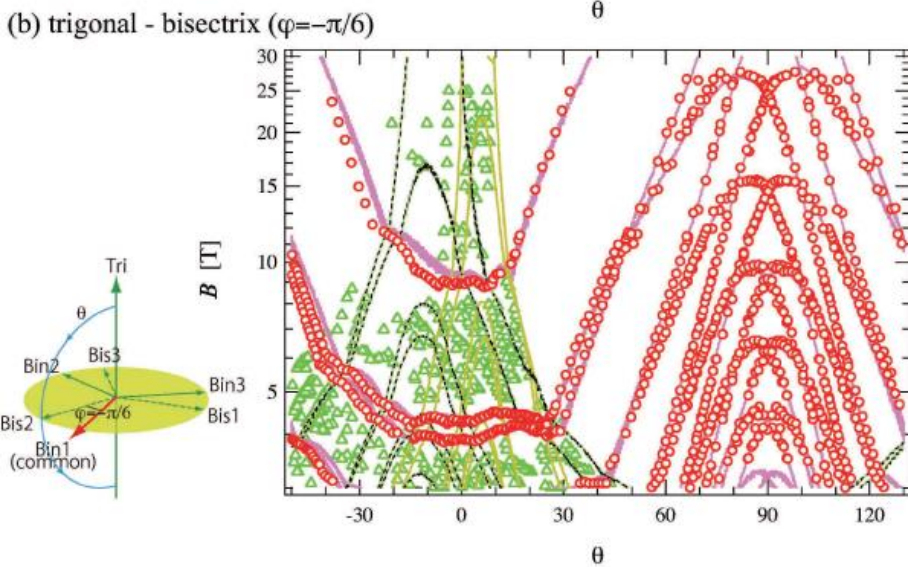 θ
(b) trigonal - bisectrix (φ=−π/6)
30
25
20
15
10
5
B [T]
-30 0 30 60 90 120
θ
Tri
θ
Bis3
Bin2
Bin3
Bis2
φ=−π/6
Bis1
Bin1
(common)